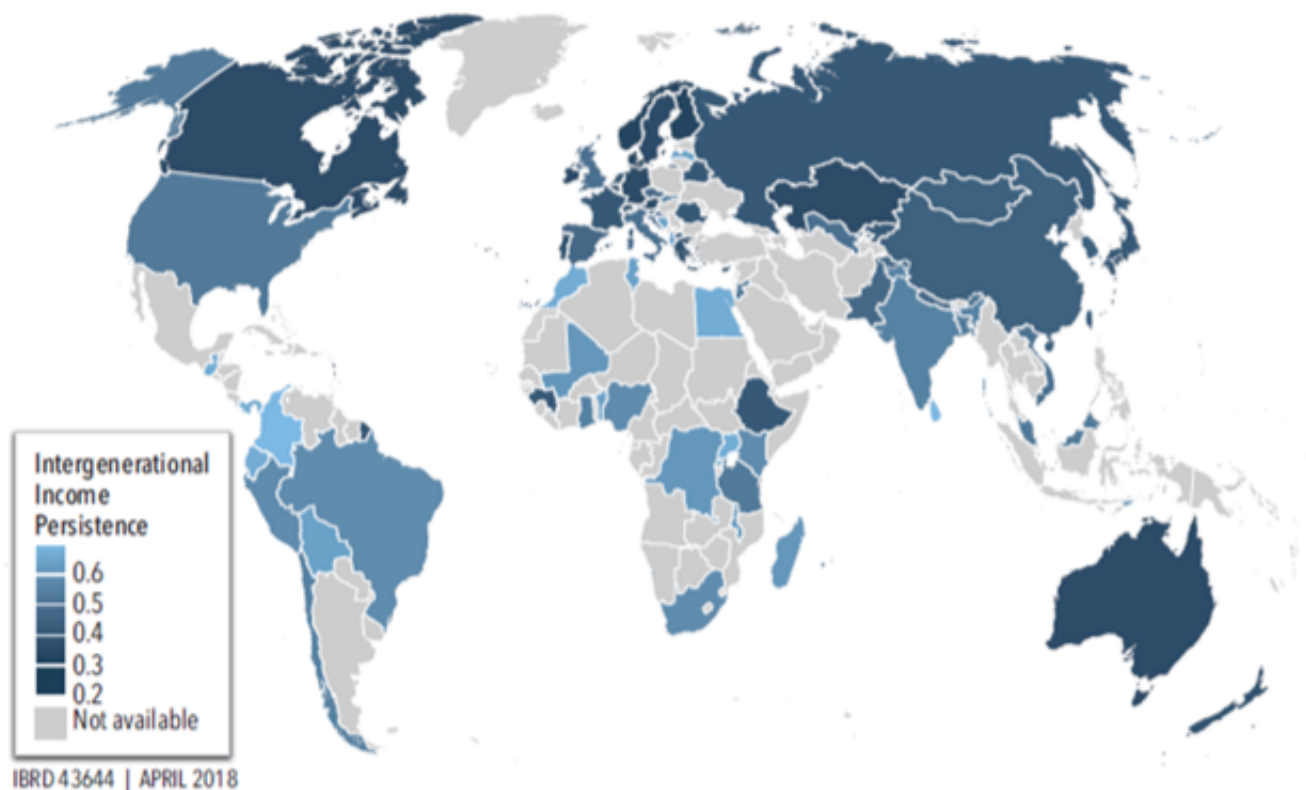 Intergenerational
Income
Persistence
0.6
0.5
0.4
0.3
0.2
Not available
IBRD 43644 | APRIL 2018